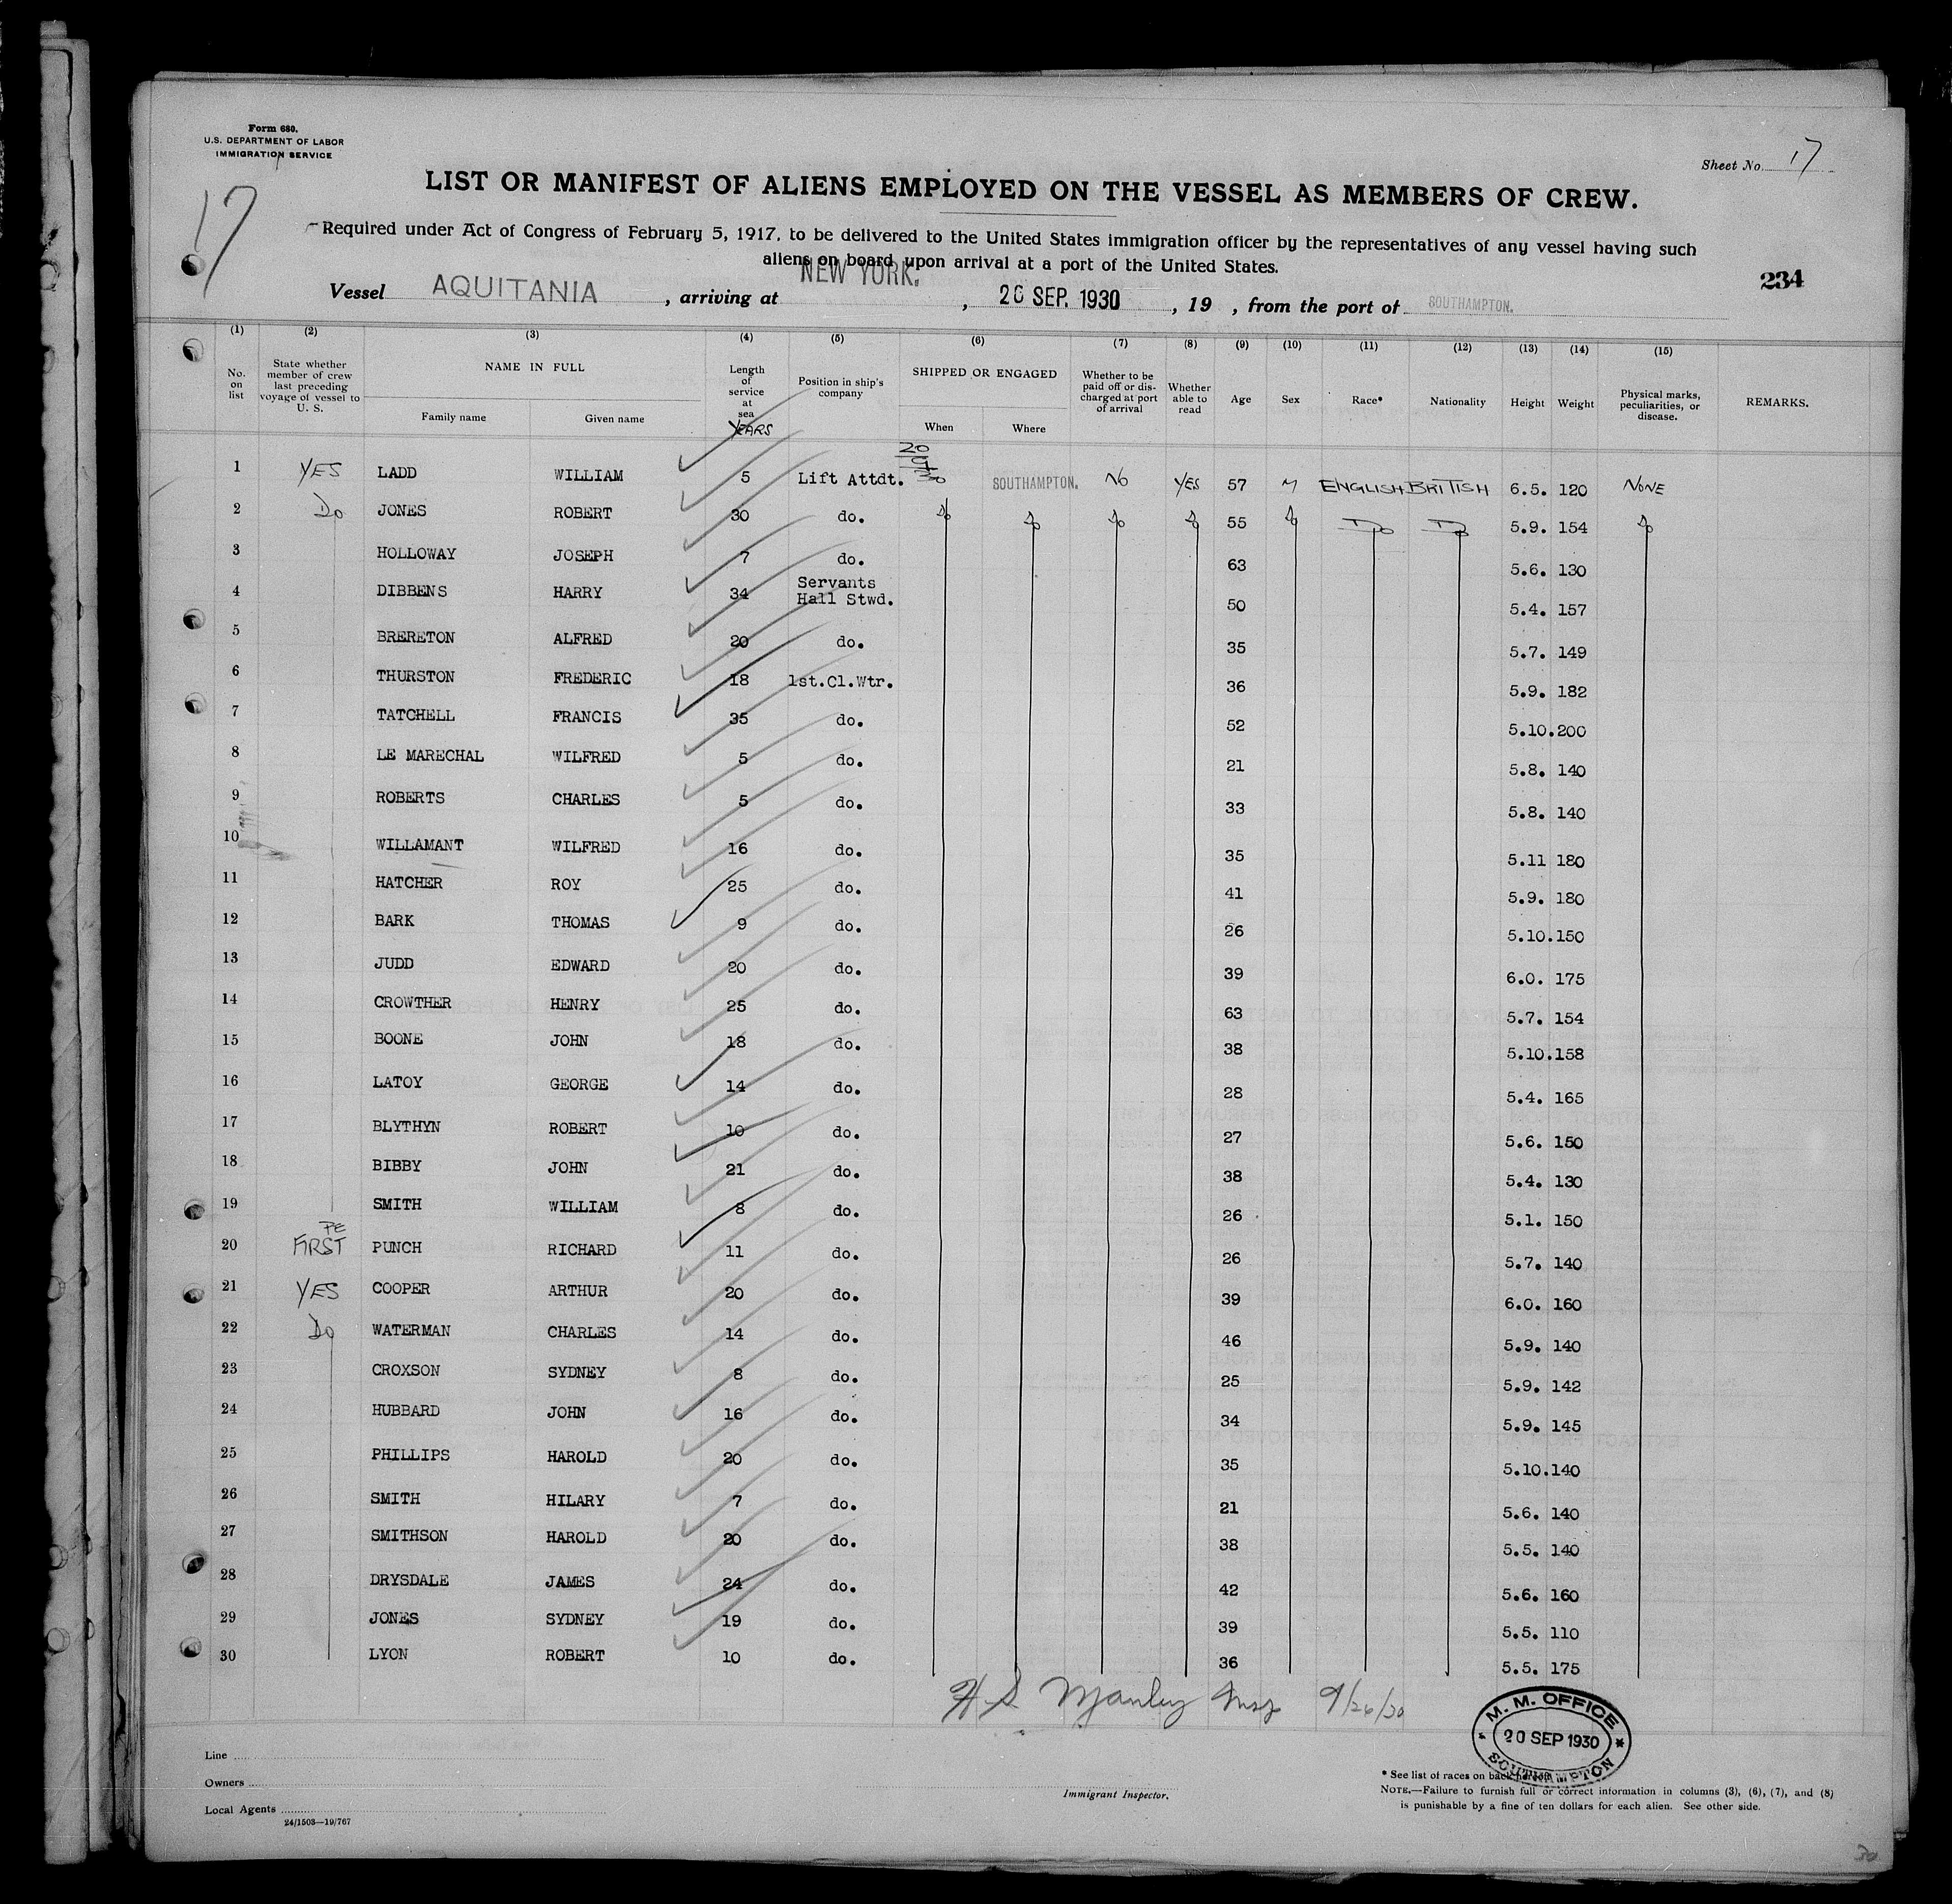 Form 680.
U.S. DEPARTMENT OF LABOR
IMMIGRATION SERVICE
Sheet No. 17
17
LIST OR MANIFEST OF ALIENS EMPLOYED ON THE VESSEL AS MEMBERS OF CREW.
Required under Act of Congress of February 5, 1917, to be delivered to the United States immigration officer by the representatives of any vessel having such
aliens on board upon arrival at a port of the United States.
234
Vessel AQUITANIA , arriving at NEW YORK. , 26 SEP. 1930 , 19 , from the port of SOUTHAMPTON.
(1) (2) (3) (4) (5) (6) (7) (8) (9) (10) (11) (12) (13) (14) (15)
No. on list State whether member of crew last preceding voyage of vessel to U. S. NAME IN FULL Length of service at sea YEARS Position in ship's company SHIPPED OR ENGAGED Whether to be paid off or discharged at port of arrival Whether able to read Age Sex Race* Nationality Height Weight Physical marks, peculiarities, or disease. REMARKS.
Family name Given name When Where
1 YES LADD WILLIAM 5 Lift Attdt. SOUTHAMPTON. NO YES 57 M ENGLISH BRITISH 6.5. 120 NONE
2 Do JONES ROBERT 30 do. Do Do Do Do 55 Do Do Do 5.9. 154 Do
3 HOLLOWAY JOSEPH 7 do. 63 5.6. 130
4 DIBBENS HARRY 34 Servants Hall Stwd. 50 5.4. 157
5 BRERETON ALFRED 20 do. 35 5.7. 149
6 THURSTON FREDERIC 18 1st.Cl.Wtr. 36 5.9. 182
7 TATCHELL FRANCIS 35 do. 52 5.10. 200
8 LE MARECHAL WILFRED 5 do. 21 5.8. 140
9 ROBERTS CHARLES 5 do. 33 5.8. 140
10 WILLAMANT WILFRED 16 do. 35 5.11 180
11 HATCHER ROY 25 do. 41 5.9. 180
12 BARK THOMAS 9 do. 26 5.10. 150
13 JUDD EDWARD 20 do. 39 6.0. 175
14 CROWTHER HENRY 25 do. 63 5.7. 154
15 BOONE JOHN 18 do. 38 5.10. 158
16 LATOY GEORGE 14 do. 28 5.4. 165
17 BLYTHYN ROBERT 10 do. 27 5.6. 150
18 BIBBY JOHN 21 do. 38 5.4. 130
19 SMITH WILLIAM 8 do. 26 5.1. 150
20 PE FIRST PUNCH RICHARD 11 do. 26 5.7. 140
21 YES COOPER ARTHUR 20 do. 39 6.0. 160
22 Do WATERMAN CHARLES 14 do. 46 5.9. 140
23 CROXSON SYDNEY 8 do. 25 5.9. 142
24 HUBBARD JOHN 16 do. 34 5.9. 145
25 PHILLIPS HAROLD 20 do. 35 5.10. 140
26 SMITH HILARY 7 do. 21 5.6. 140
27 SMITHSON HAROLD 20 do. 38 5.5. 140
28 DRYSDALE JAMES 24 do. 42 5.6. 160
29 JONES SYDNEY 19 do. 39 5.5. 110
30 LYON ROBERT 10 do. 36 5.5. 175
H S Manley Insp 9/26/30
M. M. OFFICE
20 SEP 1930
SOUTHAMPTON
Line
Owners
Local Agents
24/1503—19/767
Immigrant Inspector.
* See list of races on back hereof.
NOTE.—Failure to furnish full or correct information in columns (3), (6), (7), and (8)
is punishable by a fine of ten dollars for each alien. See other side.
30